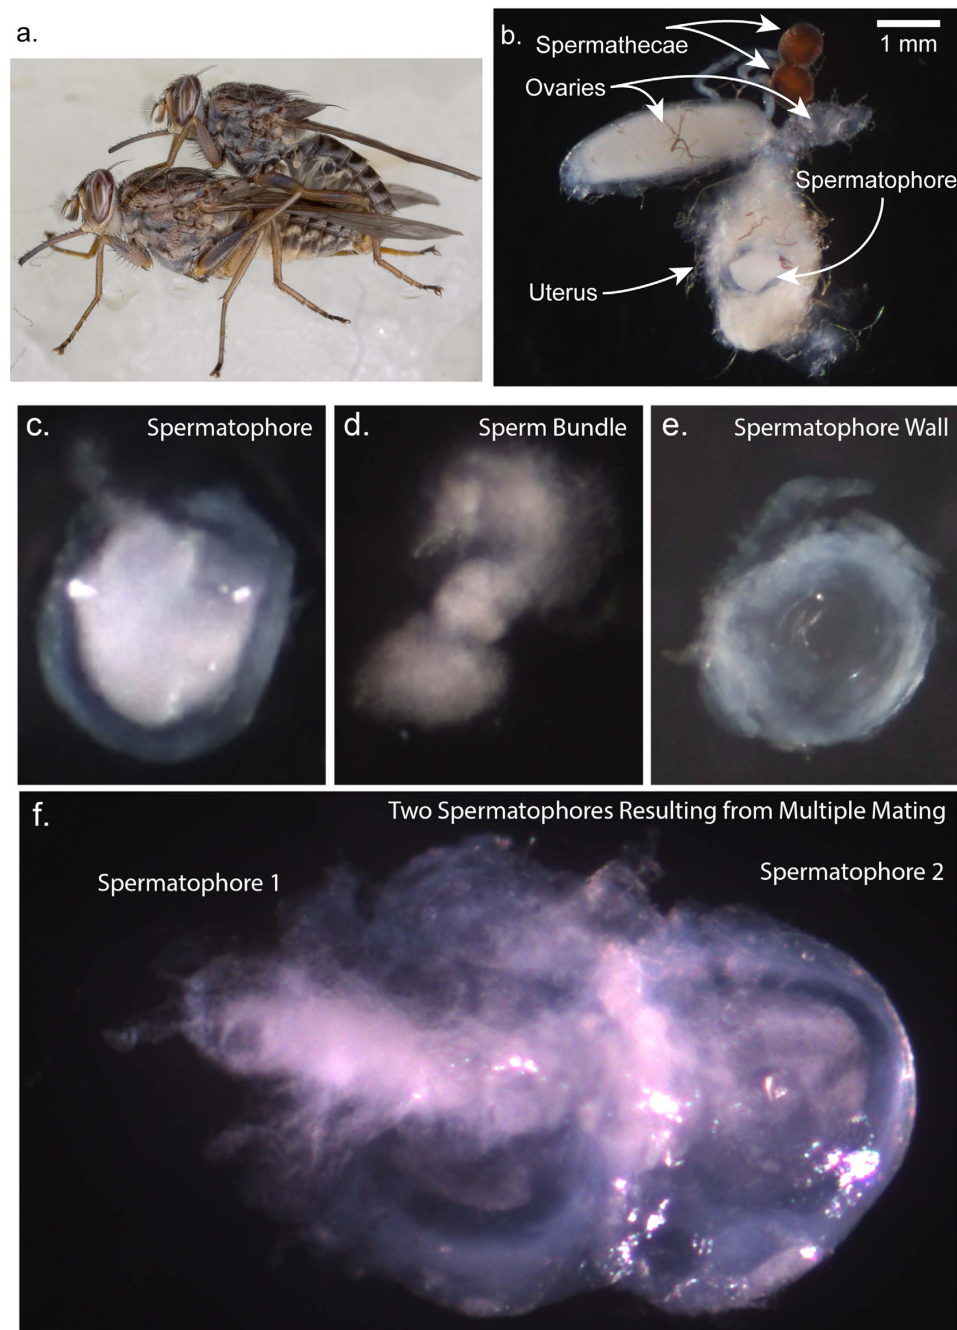 a.
b.
Spermathecae
1 mm
Ovaries
Spermatophore
Uterus
c.
Spermatophore
d.
Sperm Bundle
e.
Spermatophore Wall
f.
Two Spermatophores Resulting from Multiple Mating
Spermatophore 1
Spermatophore 2